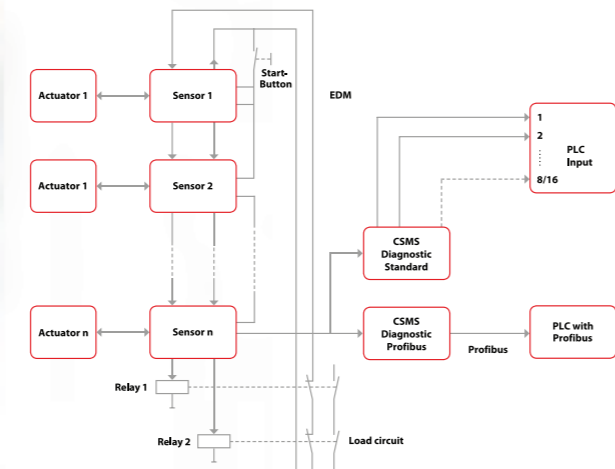 Start-
Button
EDM
Actuator 1
Sensor 1
1
2
PLC
Input
8/16
Actuator 1
Sensor 2
CSMS
Diagnostic
Standard
Actuator n
Sensor n
CSMS
Diagnostic
Profibus
Profibus
PLC with
Profibus
Relay 1
Relay 2
Load circuit